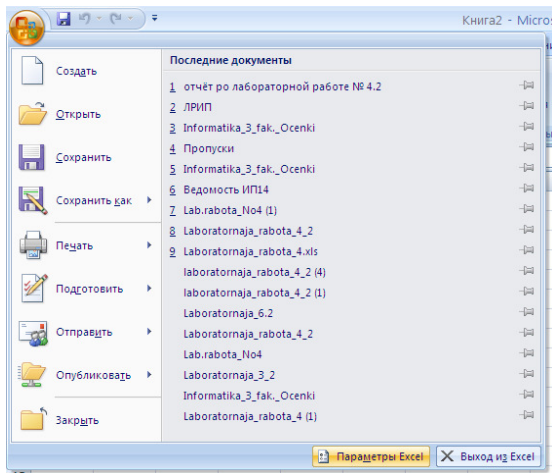 Книга2 - Micros
Создать
Открыть
Сохранить
Сохранить как
Печать
Подготовить
Отправить
Опубликовать
Закрыть
Последние документы
1 отчёт ро лабораторной работе № 4.2
2 ЛРИП
3 Informatika_3_fak._Ocenki
4 Пропуски
5 Informatika_3_fak._Ocenki
6 Ведомость ИП14
7 Lab.rabota_No4 (1)
8 Laboratornaja_rabota_4_2
9 Laboratornaja_rabota_4.xls
laboratornaja_rabota_4_2 (4)
laboratornaja_rabota_4_2 (1)
Laboratornaja_6.2
Laboratornaja_rabota_4_2
Lab.rabota_No4
Laboratornaja_3_2
Informatika_3_fak._Ocenki
Laboratornaja_rabota_4 (1)
Параметры Excel
Выход из Excel